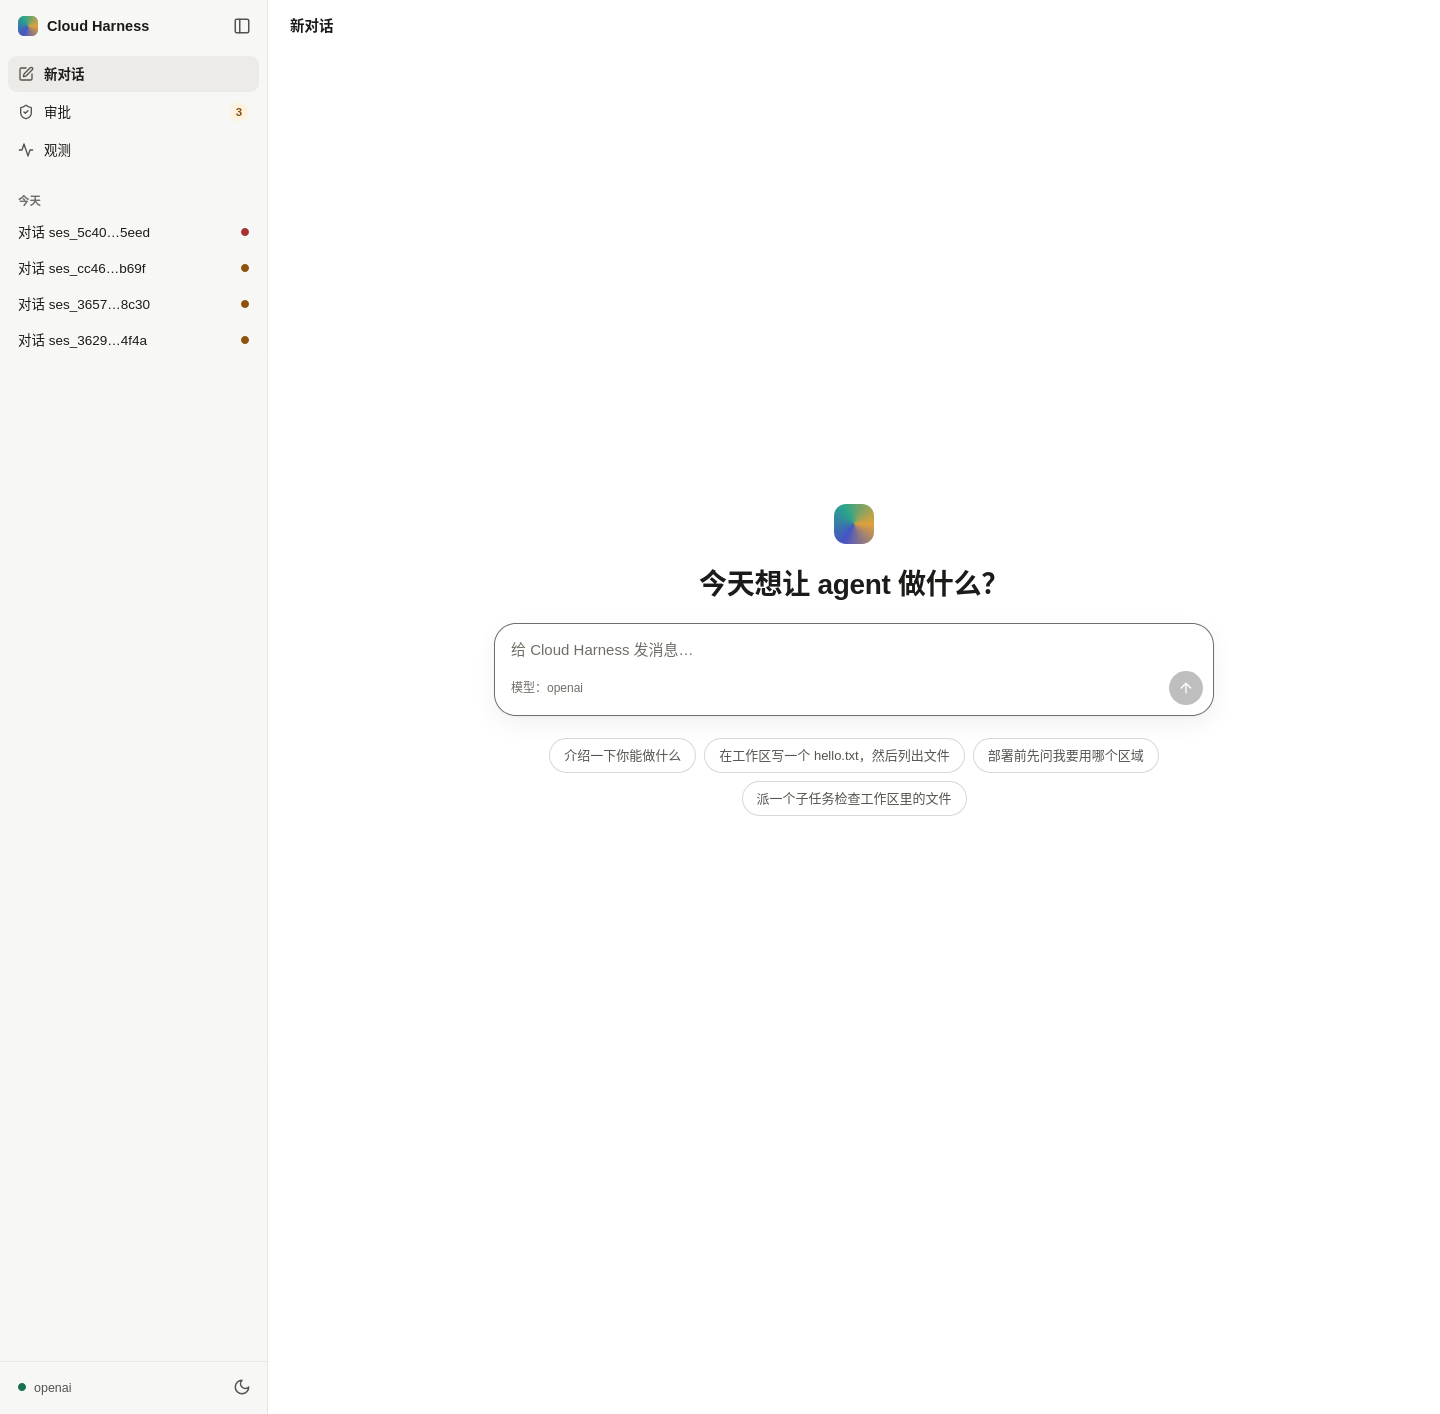 Cloud Harness
新对话
审批 3
观测
今天
对话 ses_5c40…5eed
对话 ses_cc46…b69f
对话 ses_3657…8c30
对话 ses_3629…4f4a
openai
新对话
今天想让 agent 做什么？
给 Cloud Harness 发消息…
模型：openai
介绍一下你能做什么
在工作区写一个 hello.txt，然后列出文件
部署前先问我要用哪个区域
派一个子任务检查工作区里的文件